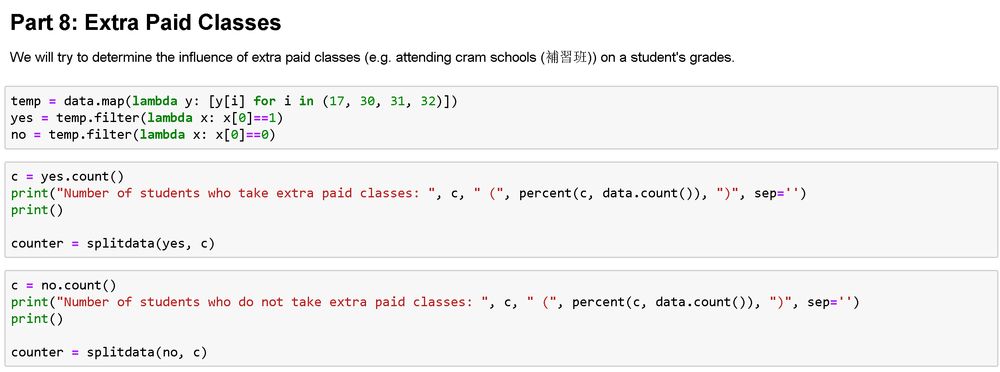 Part 8: Extra Paid Classes
We will try to determine the influence of extra paid classes (e.g. attending cram schools (補習班)) on a student's grades.
temp = data.map(lambda y: [y[i] for i in (17, 30, 31, 32)])
yes = temp.filter(lambda x: x[0]==1)
no = temp.filter(lambda x: x[0]==0)
c = yes.count()
print("Number of students who take extra paid classes: ", c, " (", percent(c, data.count()), ")", sep='')
print()
counter = splitdata(yes, c)
c = no.count()
print("Number of students who do not take extra paid classes: ", c, " (", percent(c, data.count()), ")", sep='')
print()
counter = splitdata(no, c)